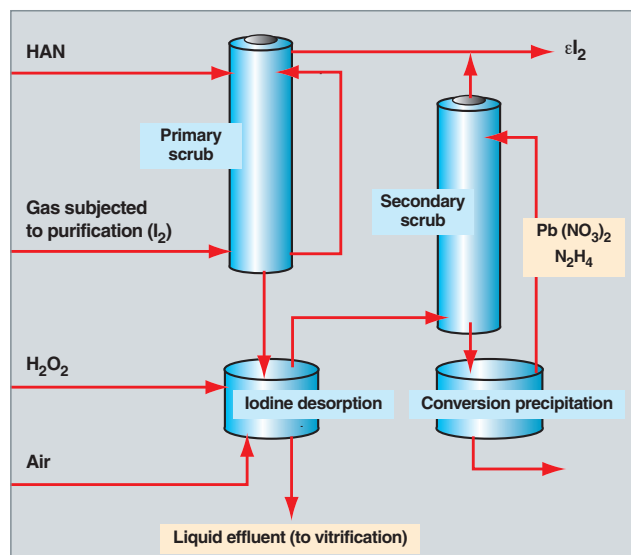 HAN
εI₂
Primary
scrub
Gas subjected
to purification (I₂)
Secondary
scrub
Pb (NO₃)₂
N₂H₄
H₂O₂
Iodine desorption
Conversion precipitation
Air
Liquid effluent (to vitrification)